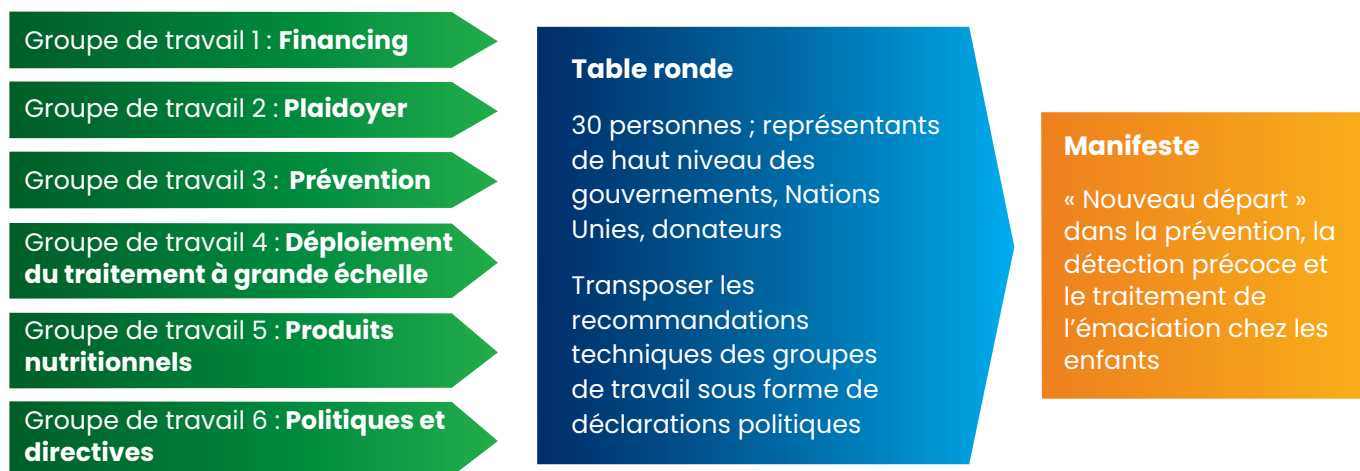 Groupe de travail 1 : Financing
Groupe de travail 2 : Plaidoyer
Groupe de travail 3 : Prévention
Groupe de travail 4 : Déploiement
du traitement à grande échelle
Groupe de travail 5 : Produits
nutritionnels
Groupe de travail 6 : Politiques et
directives
Table ronde
30 personnes ; représentants
de haut niveau des
gouvernements, Nations
Unies, donateurs
Transposer les
recommandations
techniques des groupes
de travail sous forme de
déclarations politiques
Manifeste
« Nouveau départ »
dans la prévention, la
détection précoce et
le traitement de
l’émaciation chez les
enfants